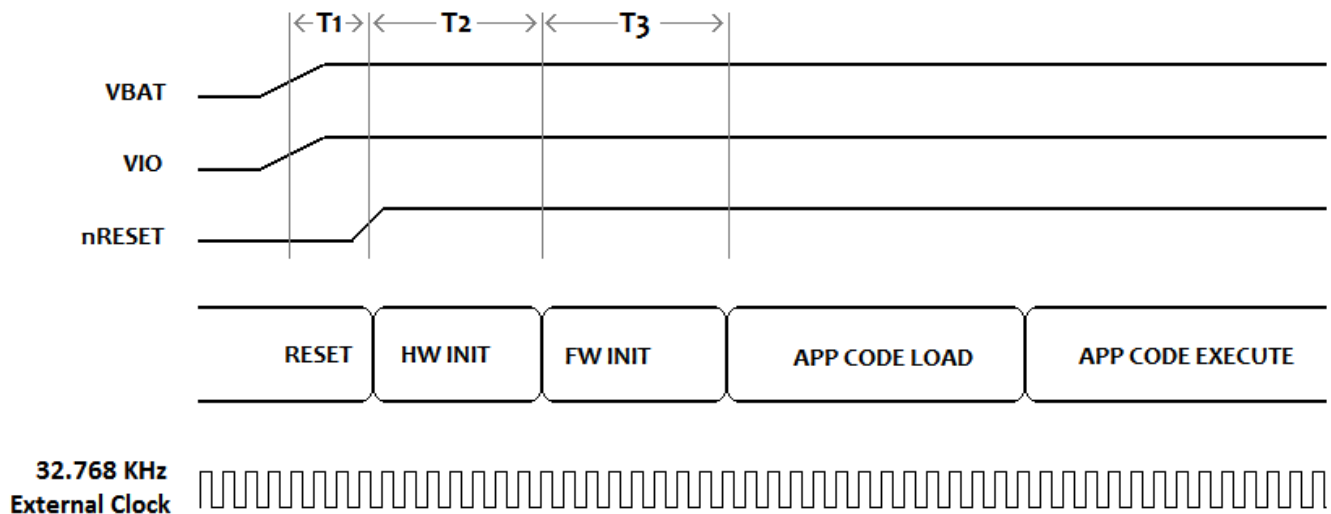 T1
T2
T3
VBAT
VIO
nRESET
RESET
HW INIT
FW INIT
APP CODE LOAD
APP CODE EXECUTE
32.768 KHz
External Clock